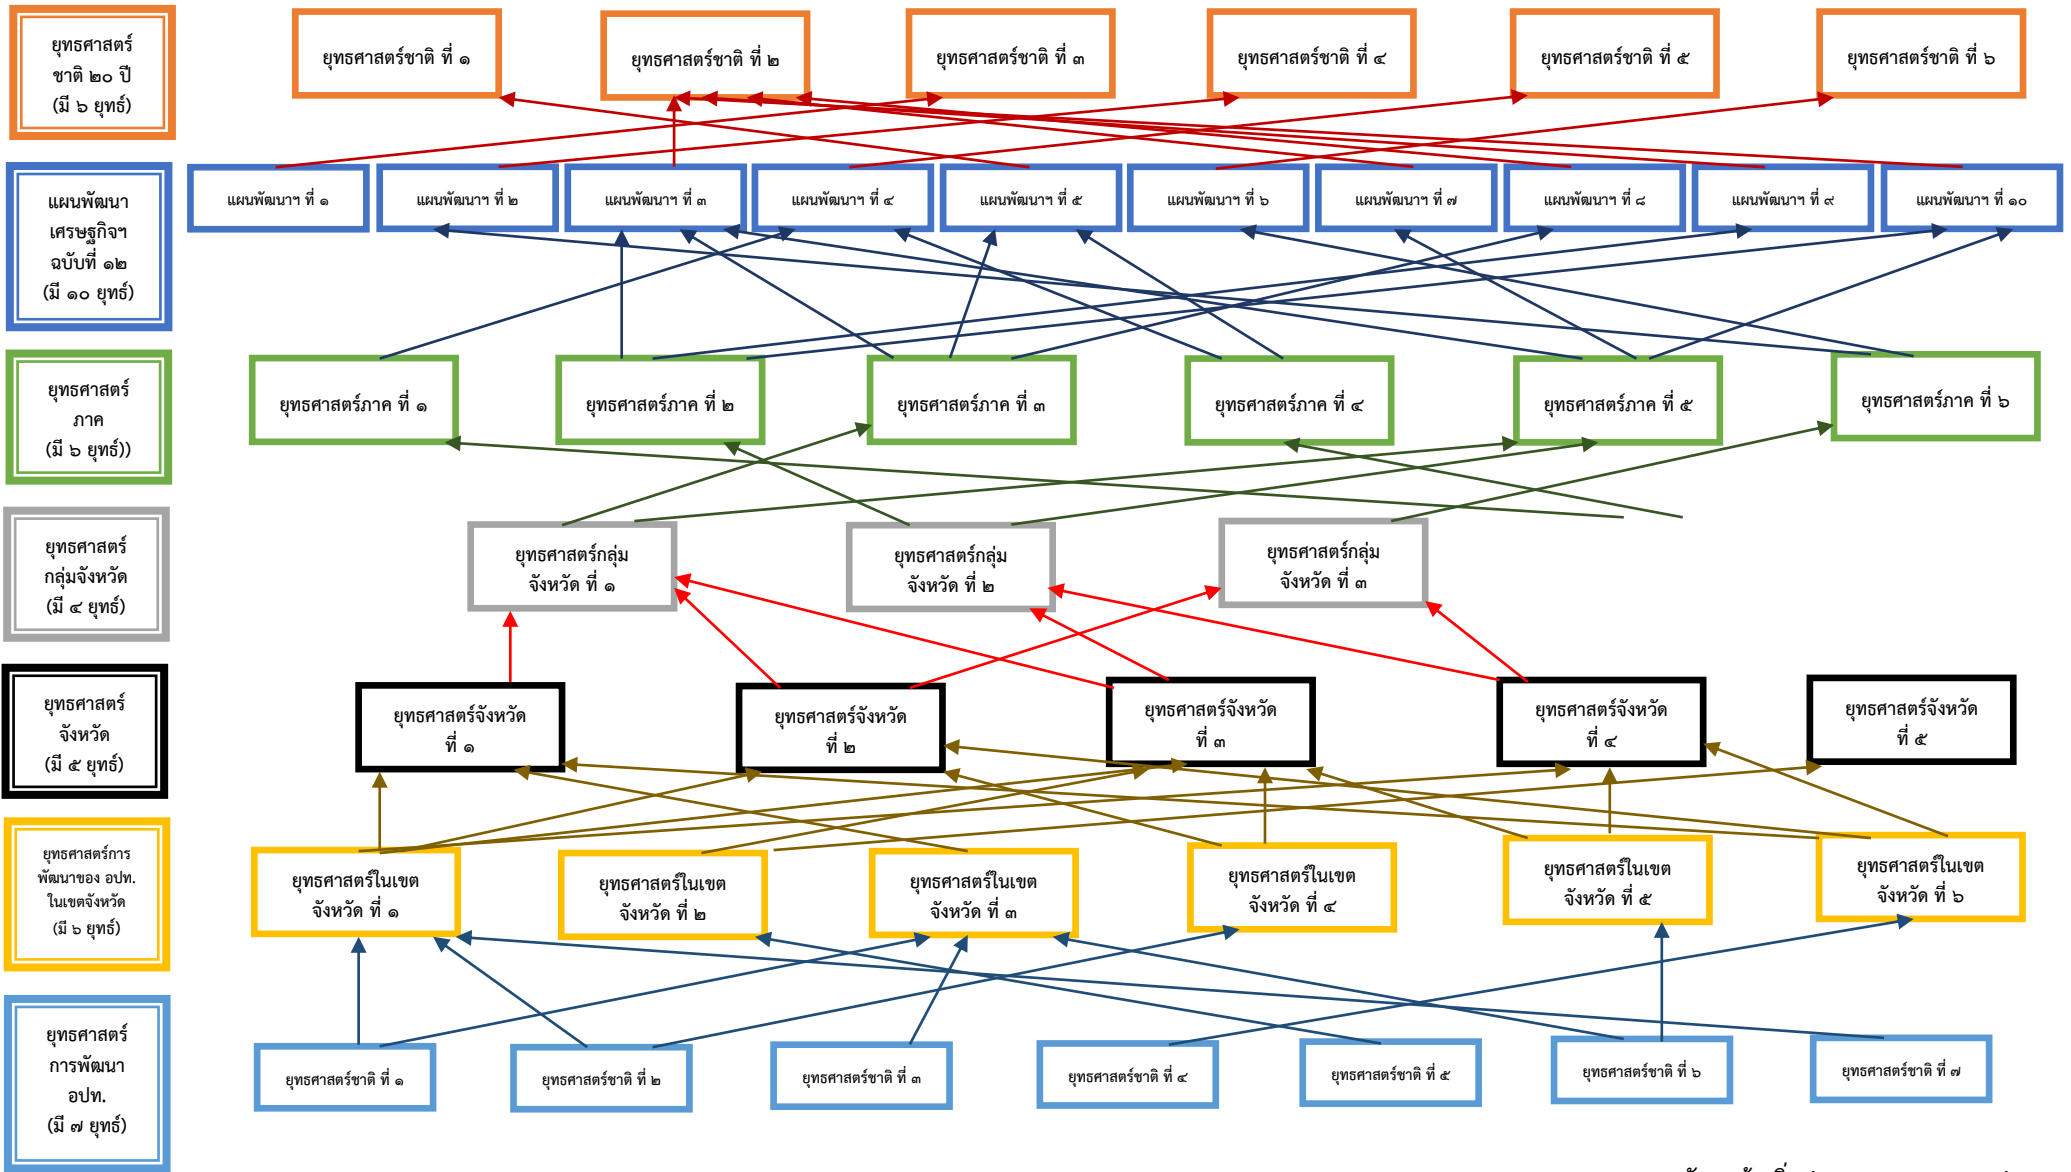 ยุทธศาสตร์
ชาติ ๒๐ ปี
(มี ๖ ยุทธ์)
ยุทธศาสตร์ชาติ ที่ ๑
ยุทธศาสตร์ชาติ ที่ ๒
ยุทธศาสตร์ชาติ ที่ ๓
ยุทธศาสตร์ชาติ ที่ ๔
ยุทธศาสตร์ชาติ ที่ ๕
ยุทธศาสตร์ชาติ ที่ ๖
แผนพัฒนา
เศรษฐกิจฯ
ฉบับที่ ๑๒
(มี ๑๐ ยุทธ์)
แผนพัฒนาฯ ที่ ๑
แผนพัฒนาฯ ที่ ๒
แผนพัฒนาฯ ที่ ๓
แผนพัฒนาฯ ที่ ๔
แผนพัฒนาฯ ที่ ๕
แผนพัฒนาฯ ที่ ๖
แผนพัฒนาฯ ที่ ๗
แผนพัฒนาฯ ที่ ๘
แผนพัฒนาฯ ที่ ๙
แผนพัฒนาฯ ที่ ๑๐
ยุทธศาสตร์
ภาค
(มี ๖ ยุทธ์))
ยุทธศาสตร์ภาค ที่ ๑
ยุทธศาสตร์ภาค ที่ ๒
ยุทธศาสตร์ภาค ที่ ๓
ยุทธศาสตร์ภาค ที่ ๔
ยุทธศาสตร์ภาค ที่ ๕
ยุทธศาสตร์ภาค ที่ ๖
ยุทธศาสตร์
กลุ่มจังหวัด
(มี ๔ ยุทธ์)
ยุทธศาสตร์กลุ่ม
จังหวัด ที่ ๑
ยุทธศาสตร์กลุ่ม
จังหวัด ที่ ๒
ยุทธศาสตร์กลุ่ม
จังหวัด ที่ ๓
ยุทธศาสตร์
จังหวัด
(มี ๕ ยุทธ์)
ยุทธศาสตร์จังหวัด
ที่ ๑
ยุทธศาสตร์จังหวัด
ที่ ๒
ยุทธศาสตร์จังหวัด
ที่ ๓
ยุทธศาสตร์จังหวัด
ที่ ๔
ยุทธศาสตร์จังหวัด
ที่ ๕
ยุทธศาสตร์การ
พัฒนาของ อปท.
ในเขตจังหวัด
(มี ๖ ยุทธ์)
ยุทธศาสตร์ในเขต
จังหวัด ที่ ๑
ยุทธศาสตร์ในเขต
จังหวัด ที่ ๒
ยุทธศาสตร์ในเขต
จังหวัด ที่ ๓
ยุทธศาสตร์ในเขต
จังหวัด ที่ ๔
ยุทธศาสตร์ในเขต
จังหวัด ที่ ๕
ยุทธศาสตร์ในเขต
จังหวัด ที่ ๖
ยุทธศาสตร์
การพัฒนา
อปท.
(มี ๗ ยุทธ์)
ยุทธศาสตร์ชาติ ที่ ๑
ยุทธศาสตร์ชาติ ที่ ๒
ยุทธศาสตร์ชาติ ที่ ๓
ยุทธศาสตร์ชาติ ที่ ๔
ยุทธศาสตร์ชาติ ที่ ๕
ยุทธศาสตร์ชาติ ที่ ๖
ยุทธศาสตร์ชาติ ที่ ๗